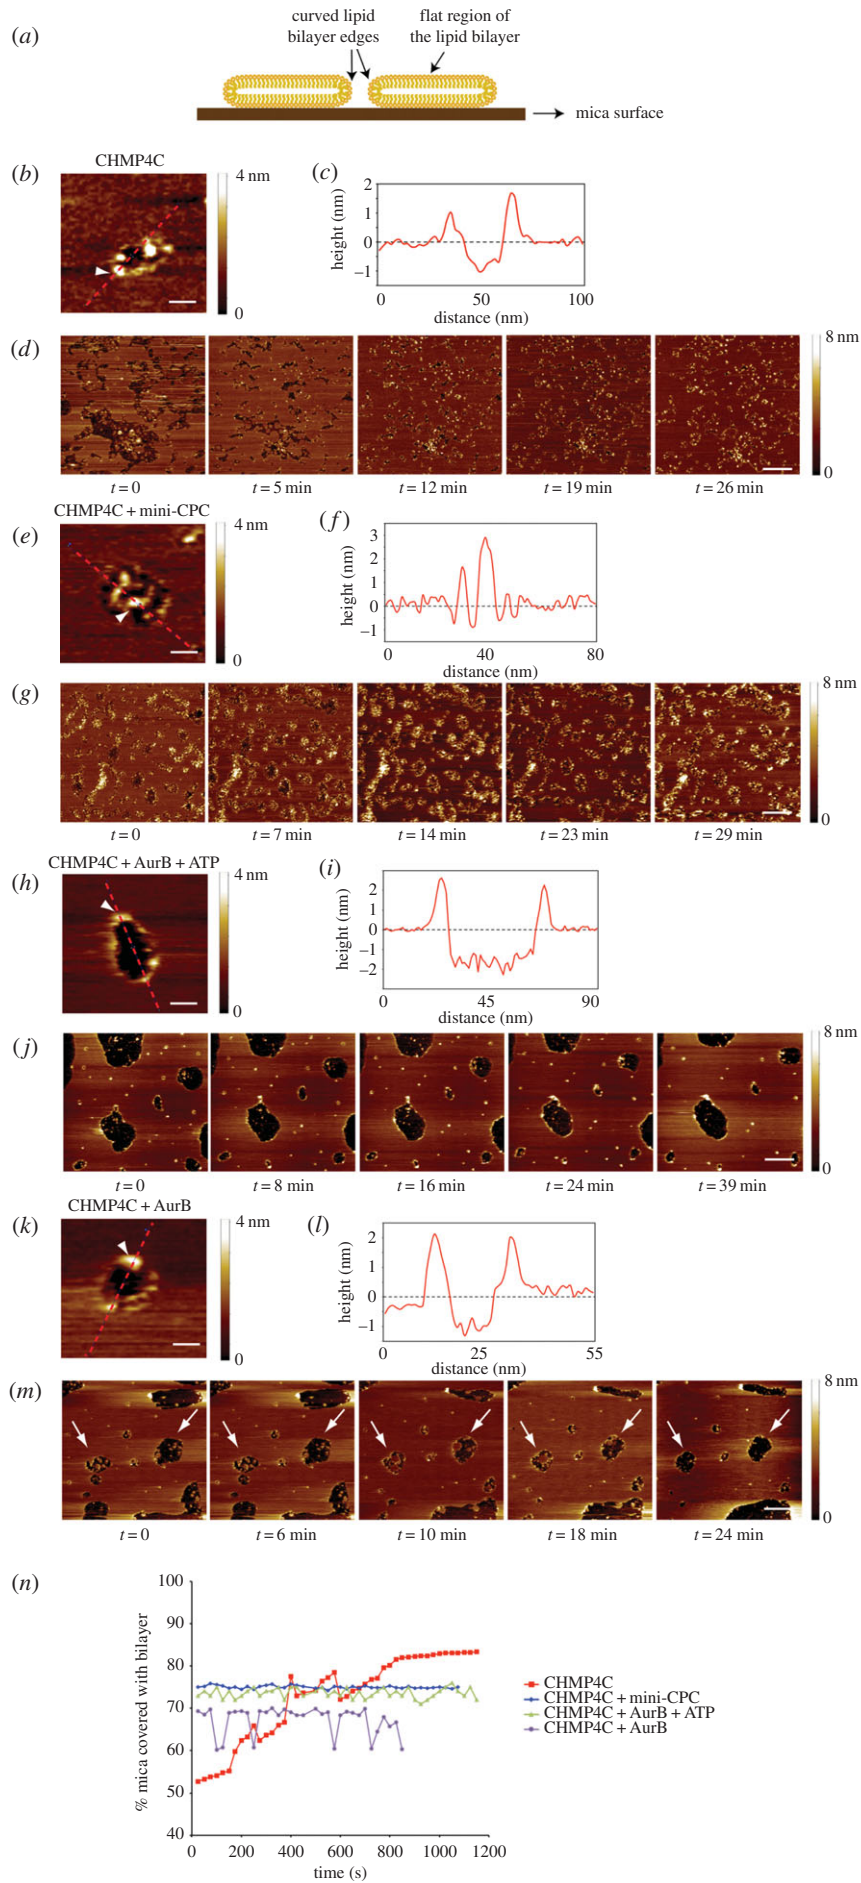 (a)
curved lipid
bilayer edges
flat region of
the lipid bilayer
mica surface
(b)
CHMP4C
4 nm
0
(c)
height (nm)
2
1
0
−1
0 50 100
distance (nm)
(d)
8 nm
0
t = 0 t = 5 min t = 12 min t = 19 min t = 26 min
(e)
CHMP4C + mini-CPC
4 nm
0
(f)
height (nm)
3
2
1
0
−1
0 40 80
distance (nm)
(g)
8 nm
0
t = 0 t = 7 min t = 14 min t = 23 min t = 29 min
(h)
CHMP4C + AurB + ATP
4 nm
0
(i)
height (nm)
2
1
0
−1
−2
0 45 90
distance (nm)
(j)
8 nm
0
t = 0 t = 8 min t = 16 min t = 24 min t = 39 min
(k)
CHMP4C + AurB
4 nm
0
(l)
height (nm)
2
1
0
−1
0 25 55
distance (nm)
(m)
8 nm
0
t = 0 t = 6 min t = 10 min t = 18 min t = 24 min
(n)
% mica covered with bilayer
100
90
80
70
60
50
40
0 200 400 600 800 1000 1200
time (s)
CHMP4C
CHMP4C + mini-CPC
CHMP4C + AurB + ATP
CHMP4C + AurB